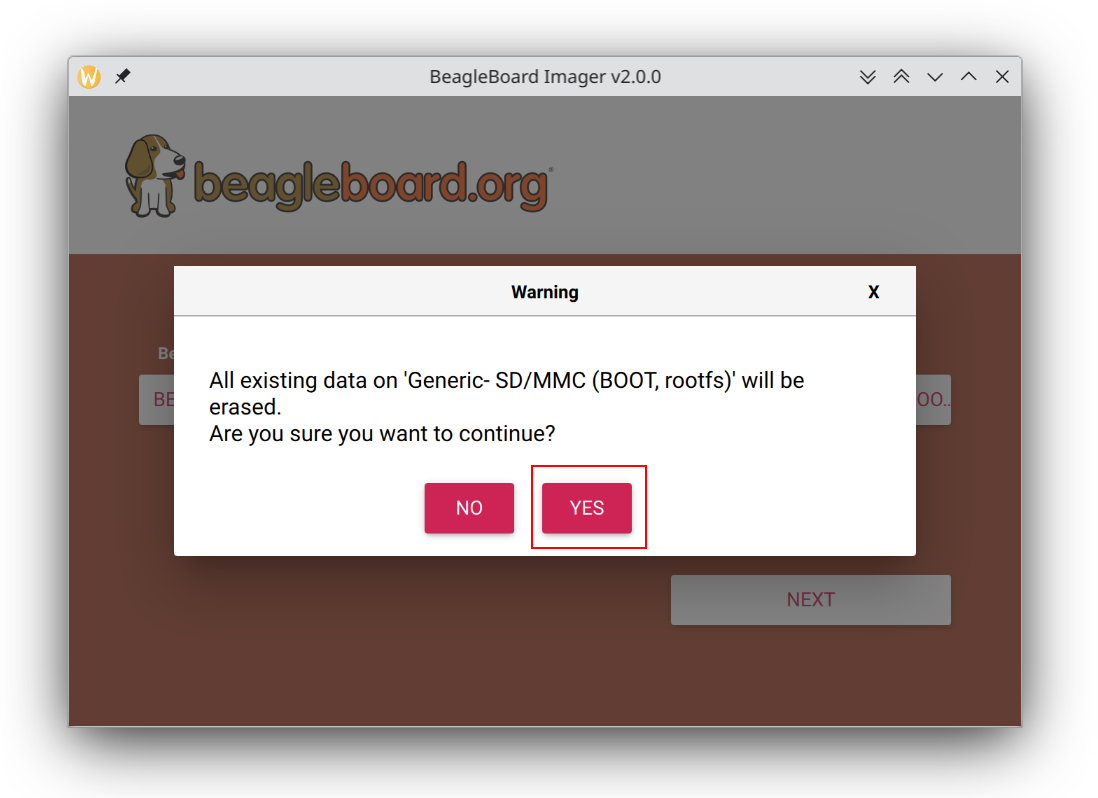 BeagleBoard Imager v2.0.0
beagleboard.org®
Warning X
All existing data on 'Generic- SD/MMC (BOOT, rootfs)' will be
erased.
Are you sure you want to continue?
Be
BE
OO..
NO YES
NEXT